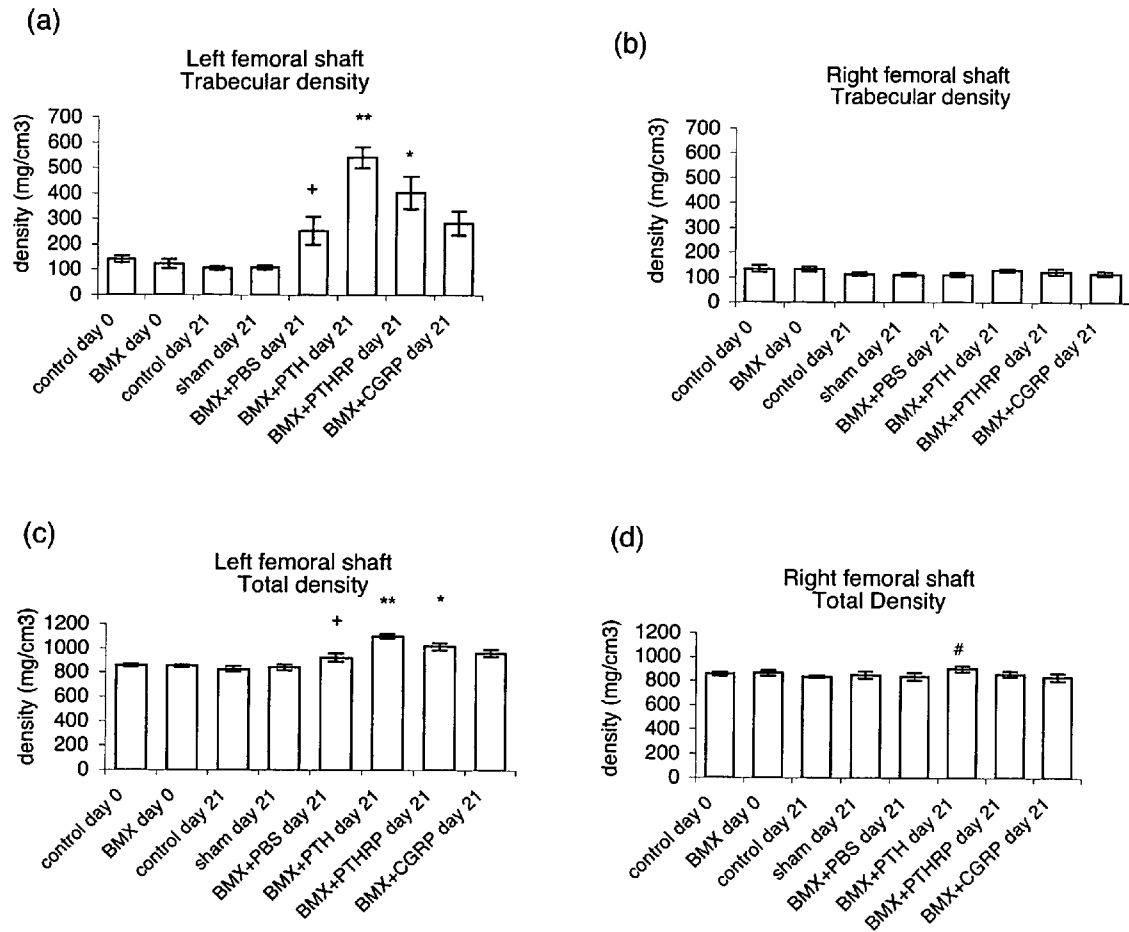 (a)
Left femoral shaft
Trabecular density
density (mg/cm3)
700
600
500
400
300
200
100
0
+
**
*
control day 0
BMX day 0
control day 21
sham day 21
BMX+PBS day 21
BMX+PTH day 21
BMX+PTHRP day 21
BMX+CGRP day 21
(b)
Right femoral shaft
Trabecular density
density (mg/cm3)
700
600
500
400
300
200
100
0
control day 0
BMX day 0
control day 21
sham day 21
BMX+PBS day 21
BMX+PTH day 21
BMX+PTHRP day 21
BMX+CGRP day 21
(c)
Left femoral shaft
Total density
density (mg/cm3)
1200
1000
800
600
400
200
0
+
**
*
control day 0
BMX day 0
control day 21
sham day 21
BMX+PBS day 21
BMX+PTH day 21
BMX+PTHRP day 21
BMX+CGRP day 21
(d)
Right femoral shaft
Total Density
density (mg/cm3)
1200
1000
800
600
400
200
0
#
control day 0
BMX day 0
control day 21
sham day 21
BMX+PBS day 21
BMX+PTH day 21
BMX+PTHRP day 21
BMX+CGRP day 21